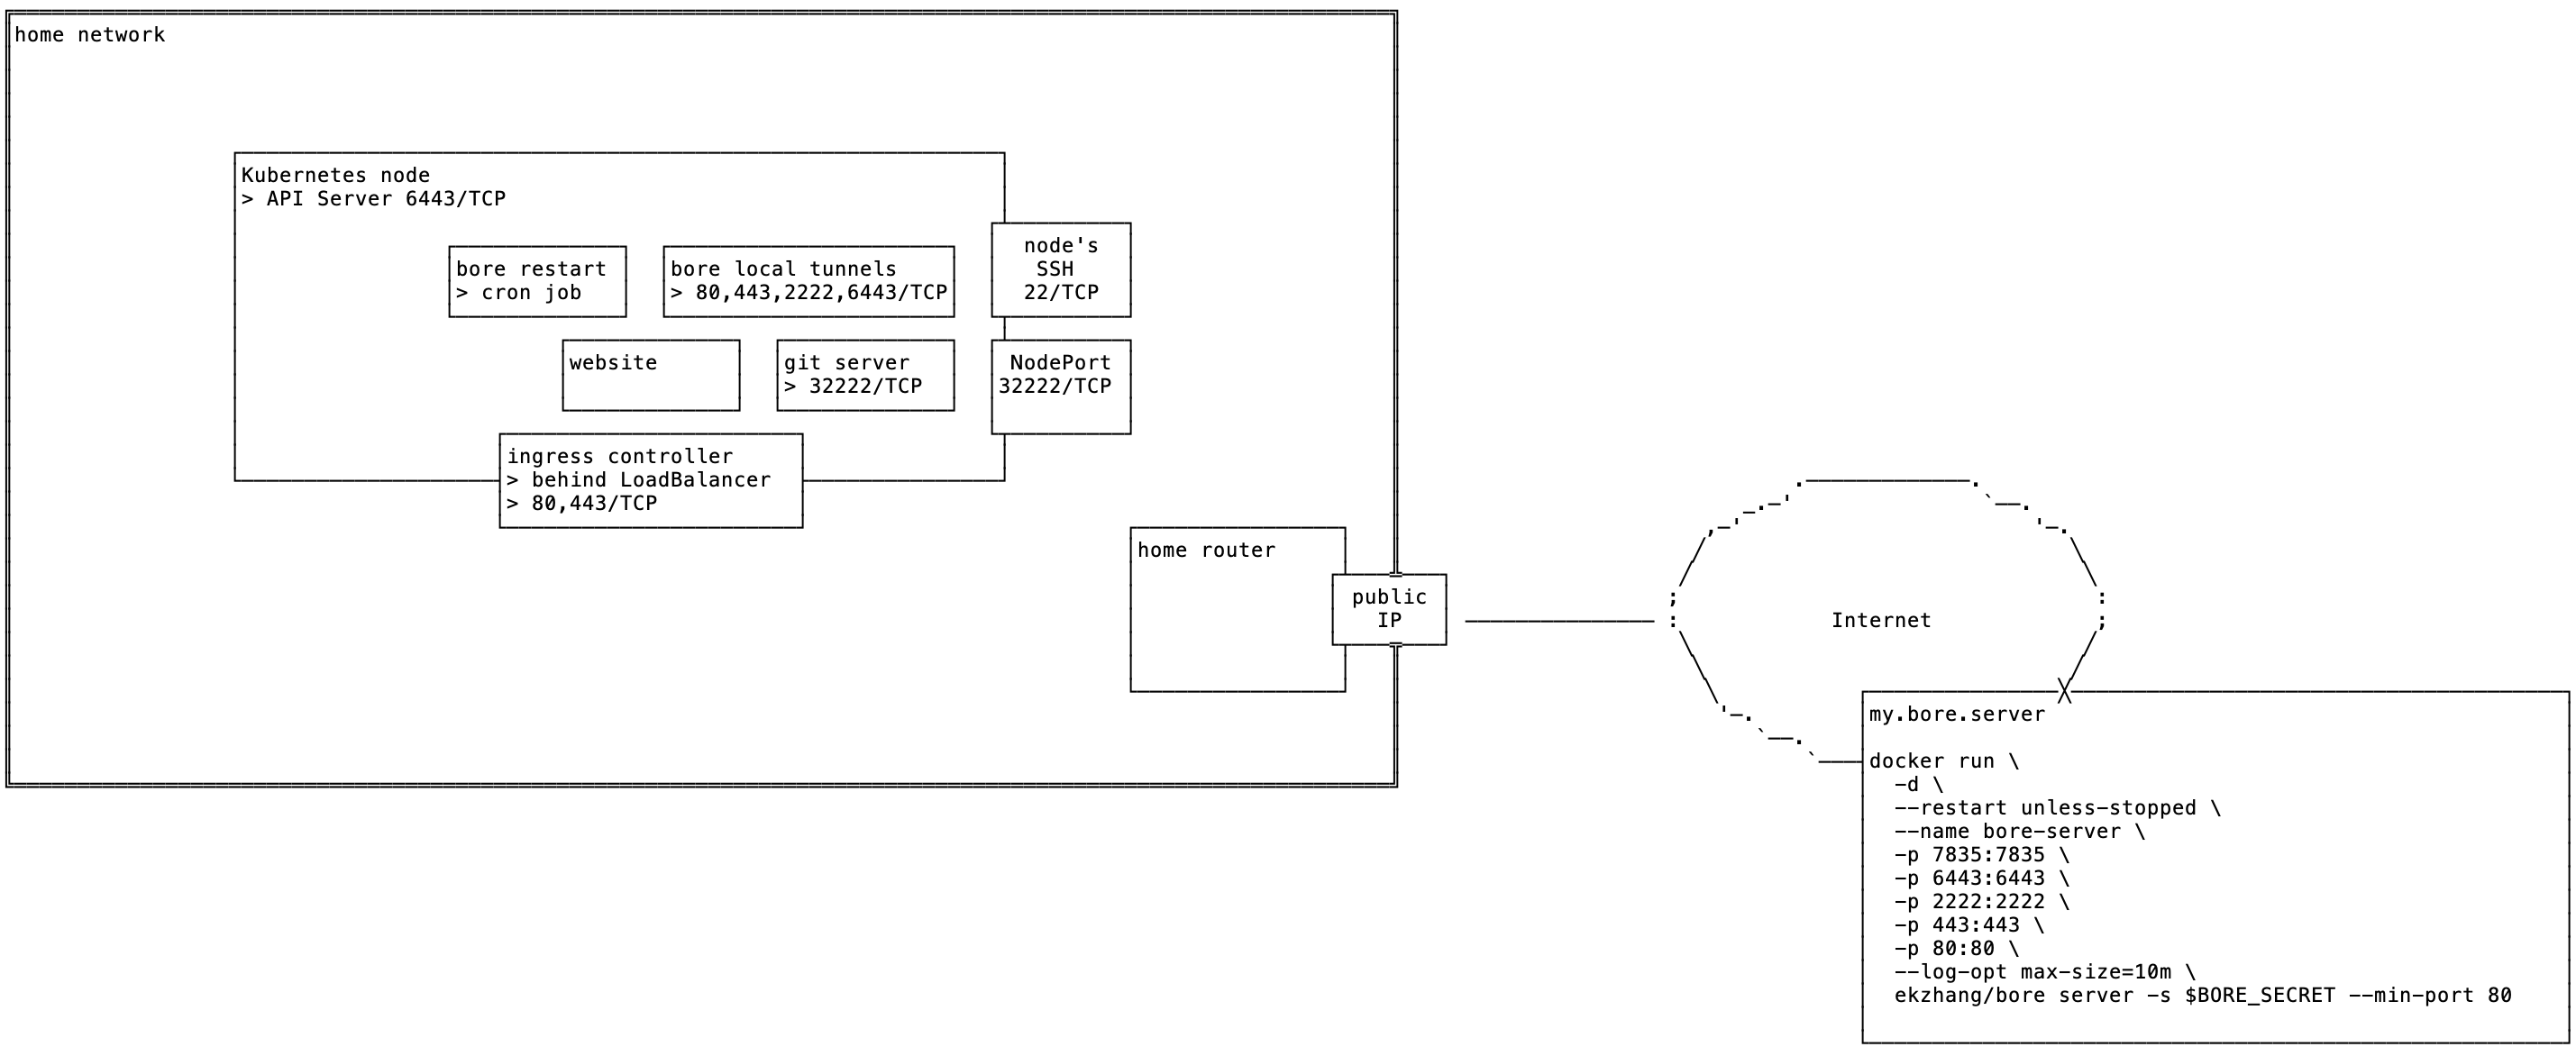 home network
Kubernetes node
> API Server 6443/TCP
bore restart
> cron job
bore local tunnels
> 80,443,2222,6443/TCP
node's
SSH
22/TCP
website
git server
> 32222/TCP
NodePort
32222/TCP
ingress controller
> behind LoadBalancer
> 80,443/TCP
home router
public
IP
Internet
my.bore.server
docker run \
  -d \
  --restart unless-stopped \
  --name bore-server \
  -p 7835:7835 \
  -p 6443:6443 \
  -p 2222:2222 \
  -p 443:443 \
  -p 80:80 \
  --log-opt max-size=10m \
  ekzhang/bore server -s $BORE_SECRET --min-port 80